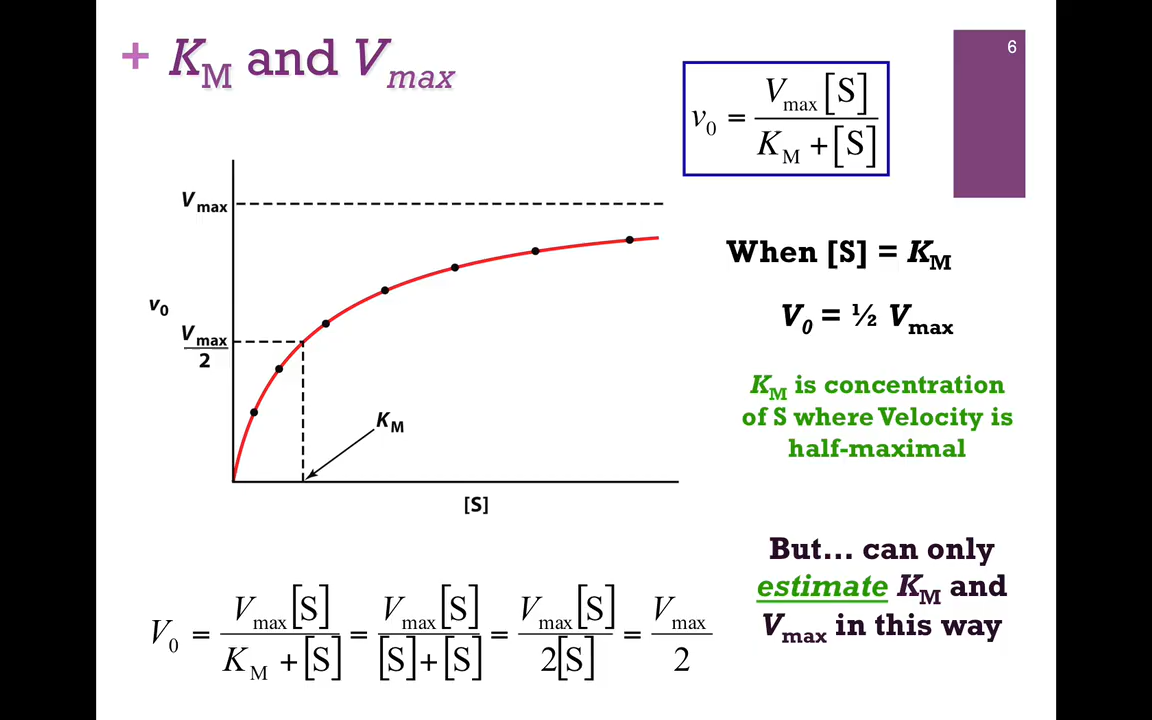 + KM and Vmax
6
v0 = Vmax [S] / KM + [S]
Vmax
v0
Vmax
2
KM
[S]
When [S] = KM
V0 = ½ Vmax
KM is concentration
of S where Velocity is
half-maximal
But... can only
estimate KM and
Vmax in this way
V0 = Vmax [S] / KM + [S] = Vmax [S] / [S] + [S] = Vmax [S] / 2[S] = Vmax / 2